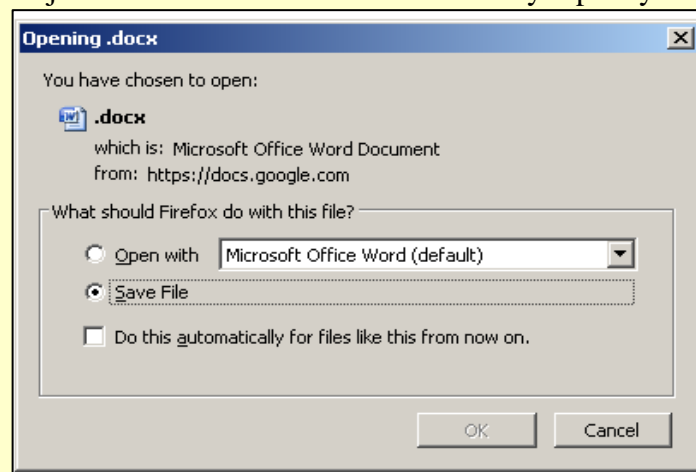 Opening .docx
You have chosen to open:
.docx
which is: Microsoft Office Word Document
from: https://docs.google.com
What should Firefox do with this file?
Open with Microsoft Office Word (default)
Save File
Do this automatically for files like this from now on.
OK Cancel